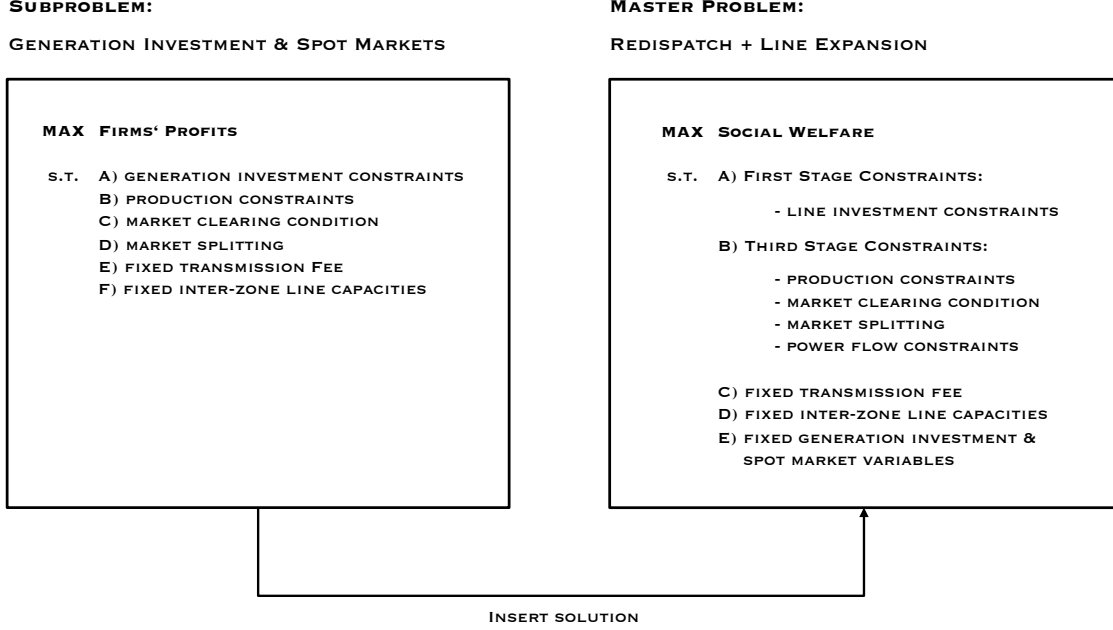 SUBPROBLEM:
GENERATION INVESTMENT & SPOT MARKETS
MAX FIRMS‘ PROFITS
S.T. A) GENERATION INVESTMENT CONSTRAINTS
B) PRODUCTION CONSTRAINTS
C) MARKET CLEARING CONDITION
D) MARKET SPLITTING
E) FIXED TRANSMISSION FEE
F) FIXED INTER-ZONE LINE CAPACITIES
MASTER PROBLEM:
REDISPATCH + LINE EXPANSION
MAX SOCIAL WELFARE
S.T. A) FIRST STAGE CONSTRAINTS:
- LINE INVESTMENT CONSTRAINTS
B) THIRD STAGE CONSTRAINTS:
- PRODUCTION CONSTRAINTS
- MARKET CLEARING CONDITION
- MARKET SPLITTING
- POWER FLOW CONSTRAINTS
C) FIXED TRANSMISSION FEE
D) FIXED INTER-ZONE LINE CAPACITIES
E) FIXED GENERATION INVESTMENT &
SPOT MARKET VARIABLES
INSERT SOLUTION